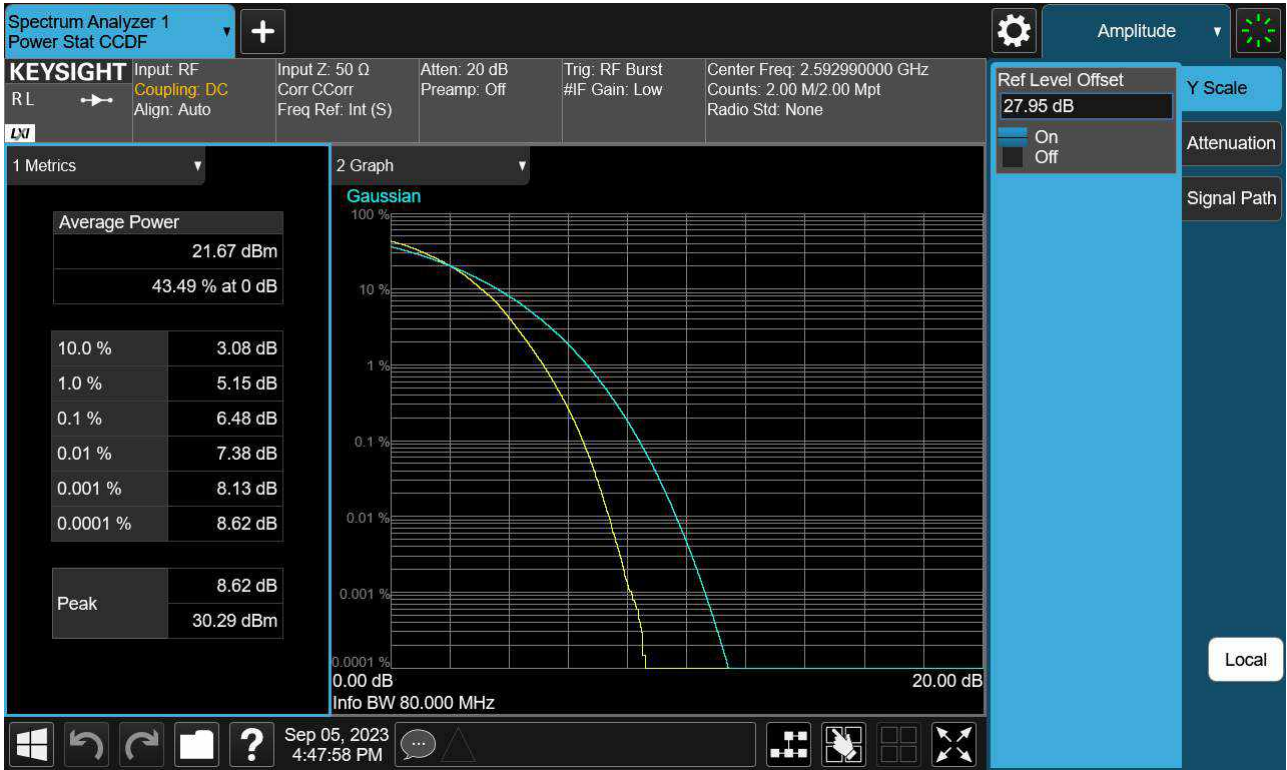 Spectrum Analyzer 1
Power Stat CCDF
+
Amplitude
KEYSIGHT
RL
LXI
Input: RF
Coupling: DC
Align: Auto
Input Z: 50 Ω
Corr CCorr
Freq Ref: Int (S)
Atten: 20 dB
Preamp: Off
Trig: RF Burst
#IF Gain: Low
Center Freq: 2.592990000 GHz
Counts: 2.00 M/2.00 Mpt
Radio Std: None
Ref Level Offset
27.95 dB
On
Off
Y Scale
Attenuation
Signal Path
Local
1 Metrics
Average Power
21.67 dBm
43.49 % at 0 dB
10.0 % 3.08 dB
1.0 % 5.15 dB
0.1 % 6.48 dB
0.01 % 7.38 dB
0.001 % 8.13 dB
0.0001 % 8.62 dB
Peak
8.62 dB
30.29 dBm
2 Graph
Gaussian
100 %
10 %
1 %
0.1 %
0.01 %
0.001 %
0.0001 %
0.00 dB 20.00 dB
Info BW 80.000 MHz
?
Sep 05, 2023
4:47:58 PM